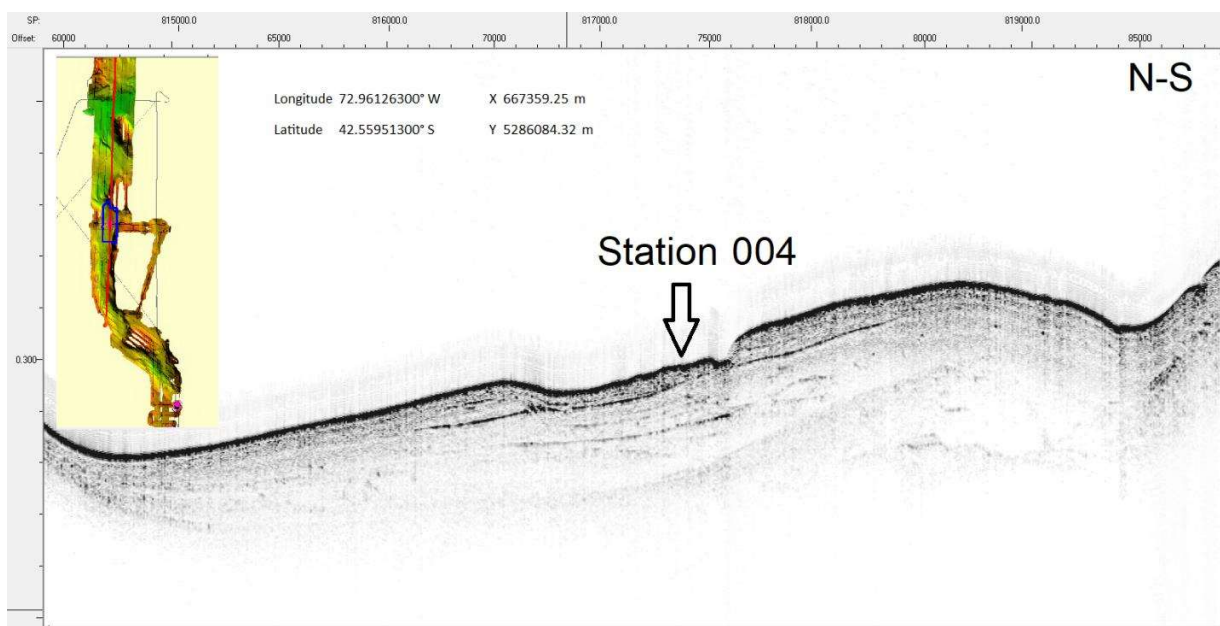 SP: 815000.0 816000.0 817000.0 818000.0 819000.0
Offset: 60000 65000 70000 75000 80000 85000
N-S
Longitude 72.96126300° W X 667359.25 m
Latitude 42.55951300° S Y 5286084.32 m
Station 004
0.300